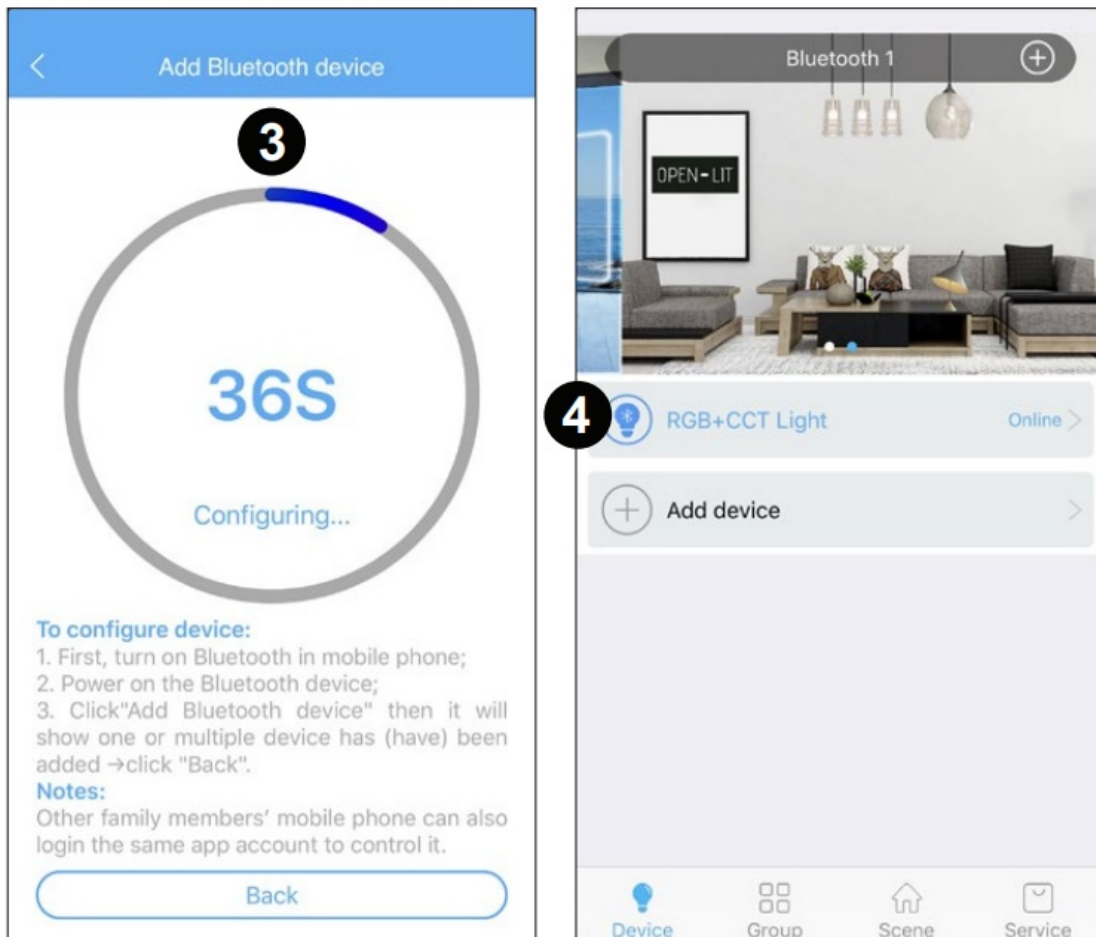 Add Bluetooth device
3
36S
Configuring...
To configure device:
1. First, turn on Bluetooth in mobile phone;
2. Power on the Bluetooth device;
3. Click"Add Bluetooth device" then it will
show one or multiple device has (have) been
added →click "Back".
Notes:
Other family members' mobile phone can also
login the same app account to control it.
Back
Bluetooth 1
OPEN-LIT
4
RGB+CCT Light
Online
Add device
Device
Group
Scene
Service